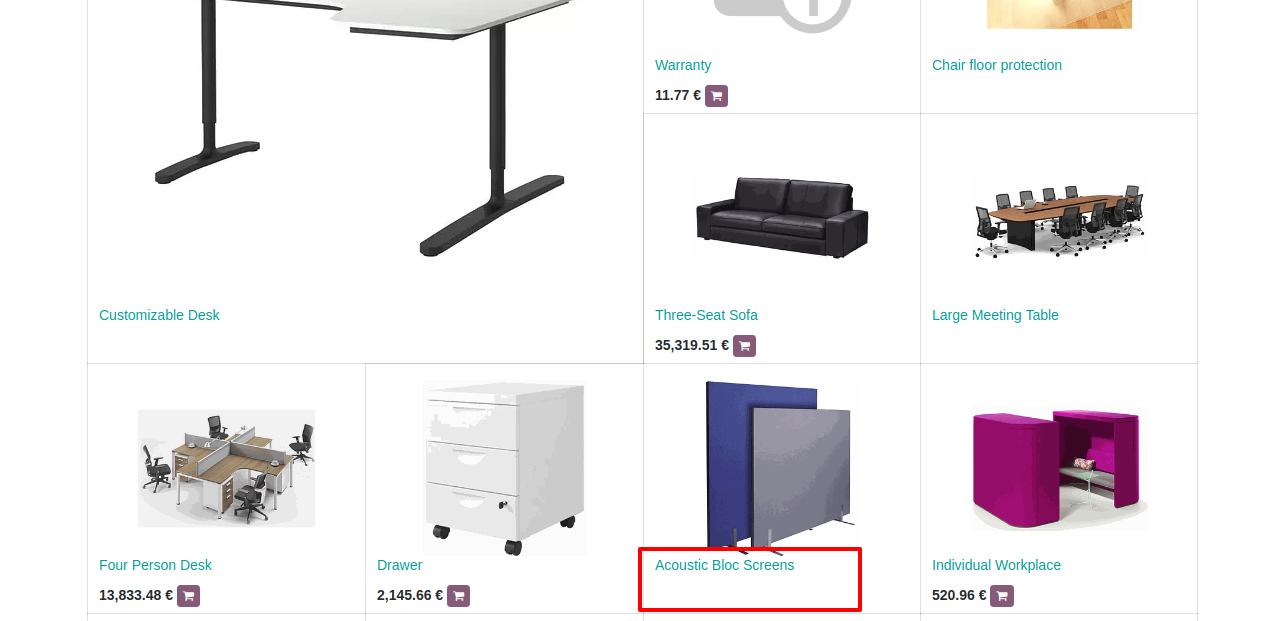 Warranty
Chair floor protection
11.77 €
Customizable Desk
Three-Seat Sofa
Large Meeting Table
35,319.51 €
Four Person Desk
Drawer
Acoustic Bloc Screens
Individual Workplace
13,833.48 €
2,145.66 €
520.96 €